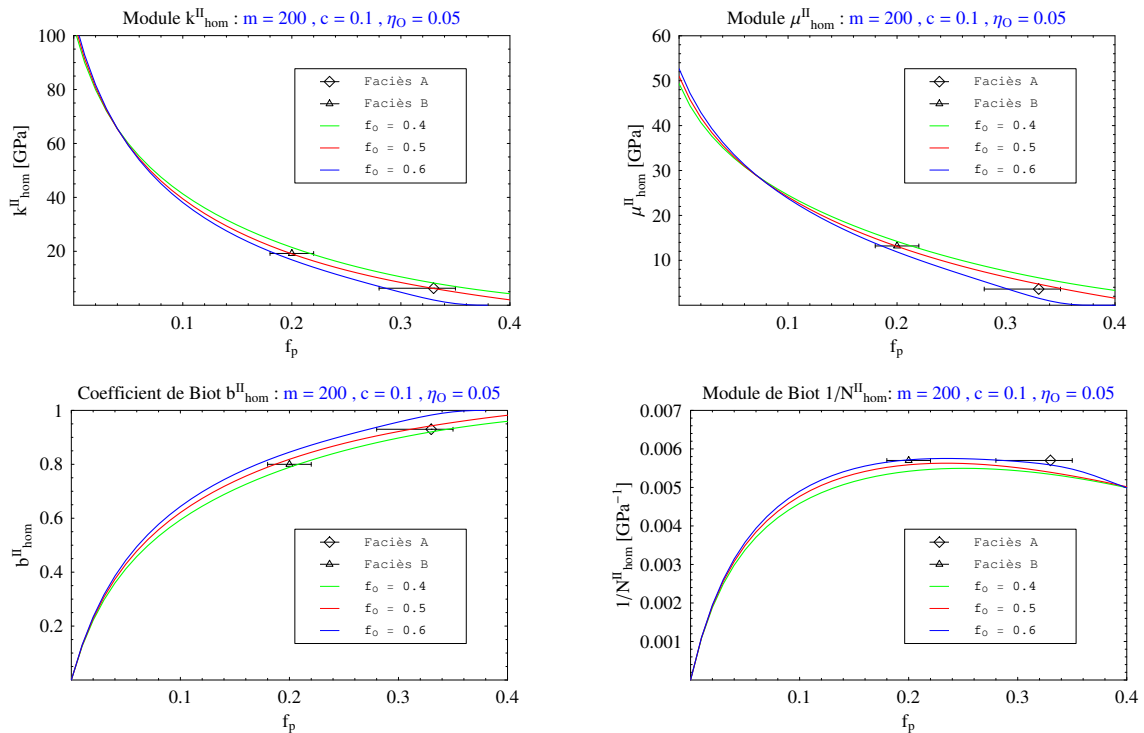 Module k^II_hom : m = 200 , c = 0.1 , η_O = 0.05
100
80
60
40
20
k^II_hom [GPa]
Faciès A
Faciès B
f_O = 0.4
f_O = 0.5
f_O = 0.6
0.1 0.2 0.3 0.4
f_p
Module μ^II_hom : m = 200 , c = 0.1 , η_O = 0.05
60
50
40
30
20
10
μ^II_hom [GPa]
Faciès A
Faciès B
f_O = 0.4
f_O = 0.5
f_O = 0.6
0.1 0.2 0.3 0.4
f_p
Coefficient de Biot b^II_hom : m = 200 , c = 0.1 , η_O = 0.05
1
0.8
0.6
0.4
0.2
b^II_hom
Faciès A
Faciès B
f_O = 0.4
f_O = 0.5
f_O = 0.6
0.1 0.2 0.3 0.4
f_p
Module de Biot 1/N^II_hom: m = 200 , c = 0.1 , η_O = 0.05
0.007
0.006
0.005
0.004
0.003
0.002
0.001
1/N^II_hom [GPa^−1]
Faciès A
Faciès B
f_O = 0.4
f_O = 0.5
f_O = 0.6
0.1 0.2 0.3 0.4
f_p